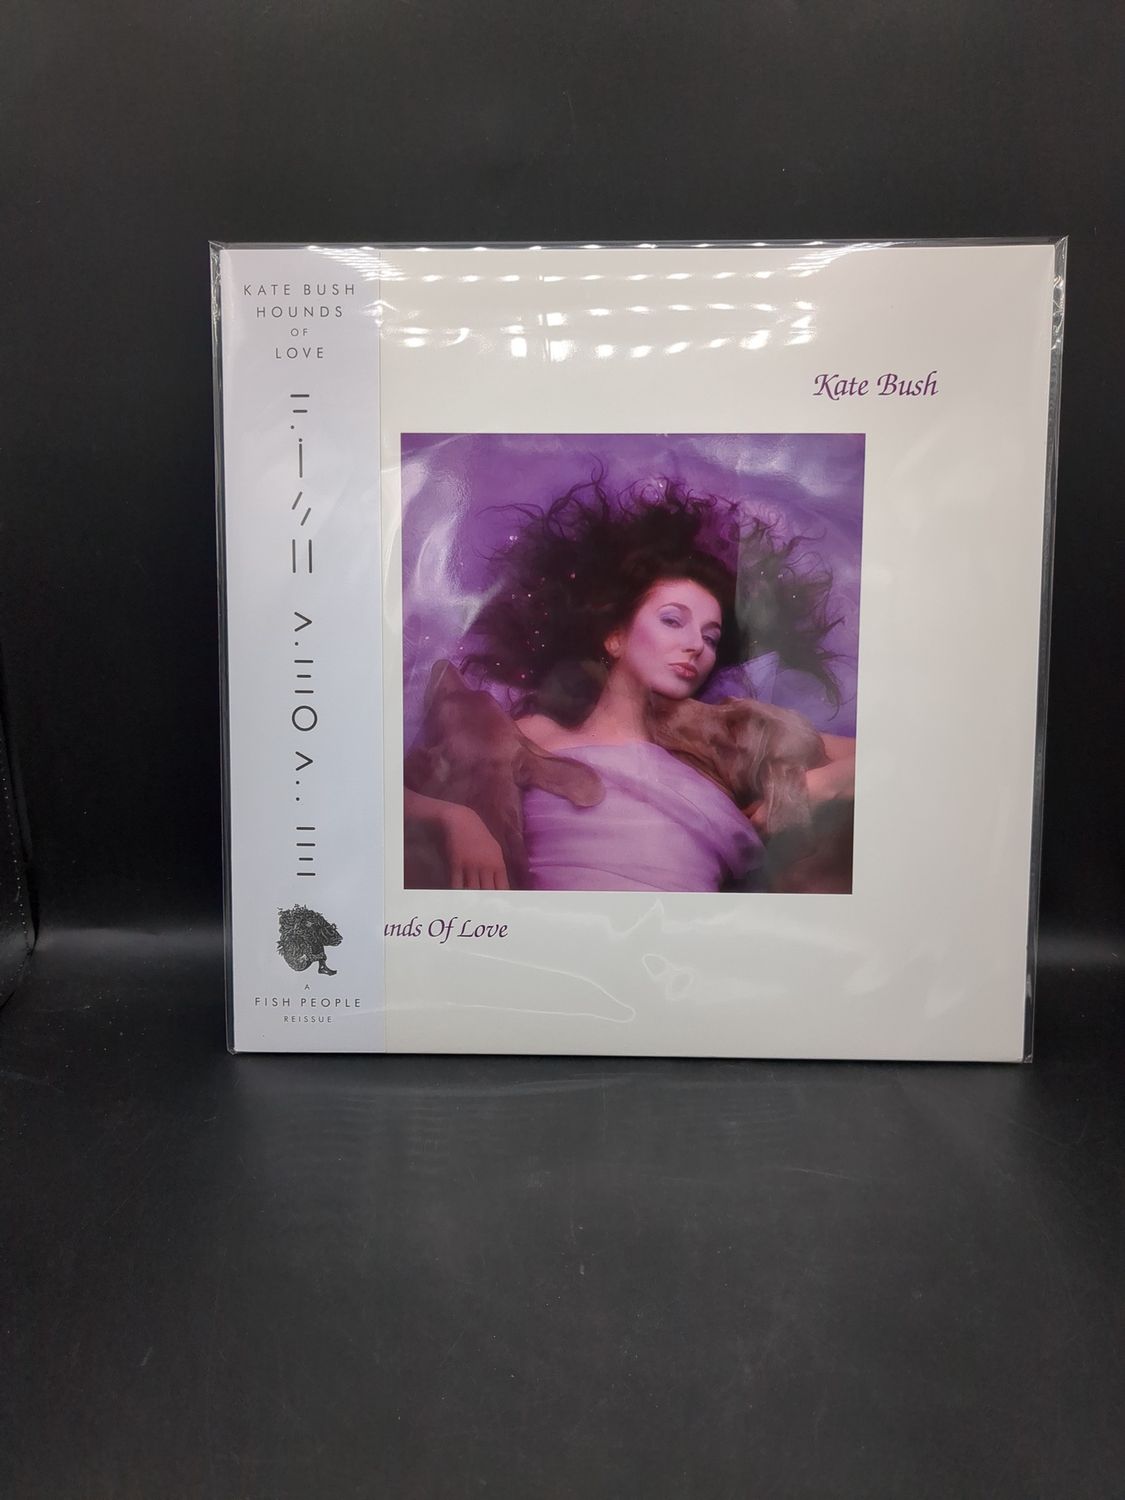 KATE BUSH
HOUNDS
OF
LOVE
Kate Bush
unds Of Love
A
FISH PEOPLE
REISSUE